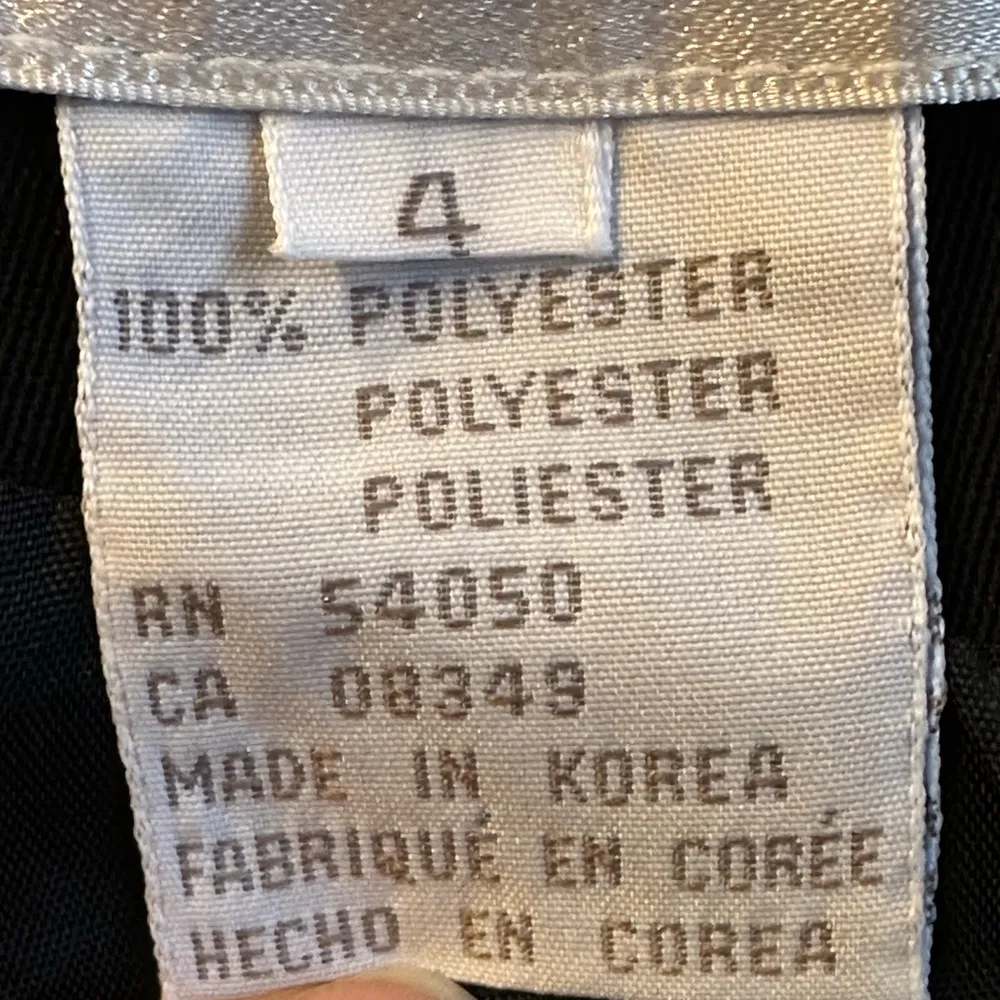 4
100% POLYESTER
POLYESTER
POLIESTER
RN 54050
CA 08349
MADE IN KOREA
FABRIQUÉ EN CORÉE
HECHO EN COREA